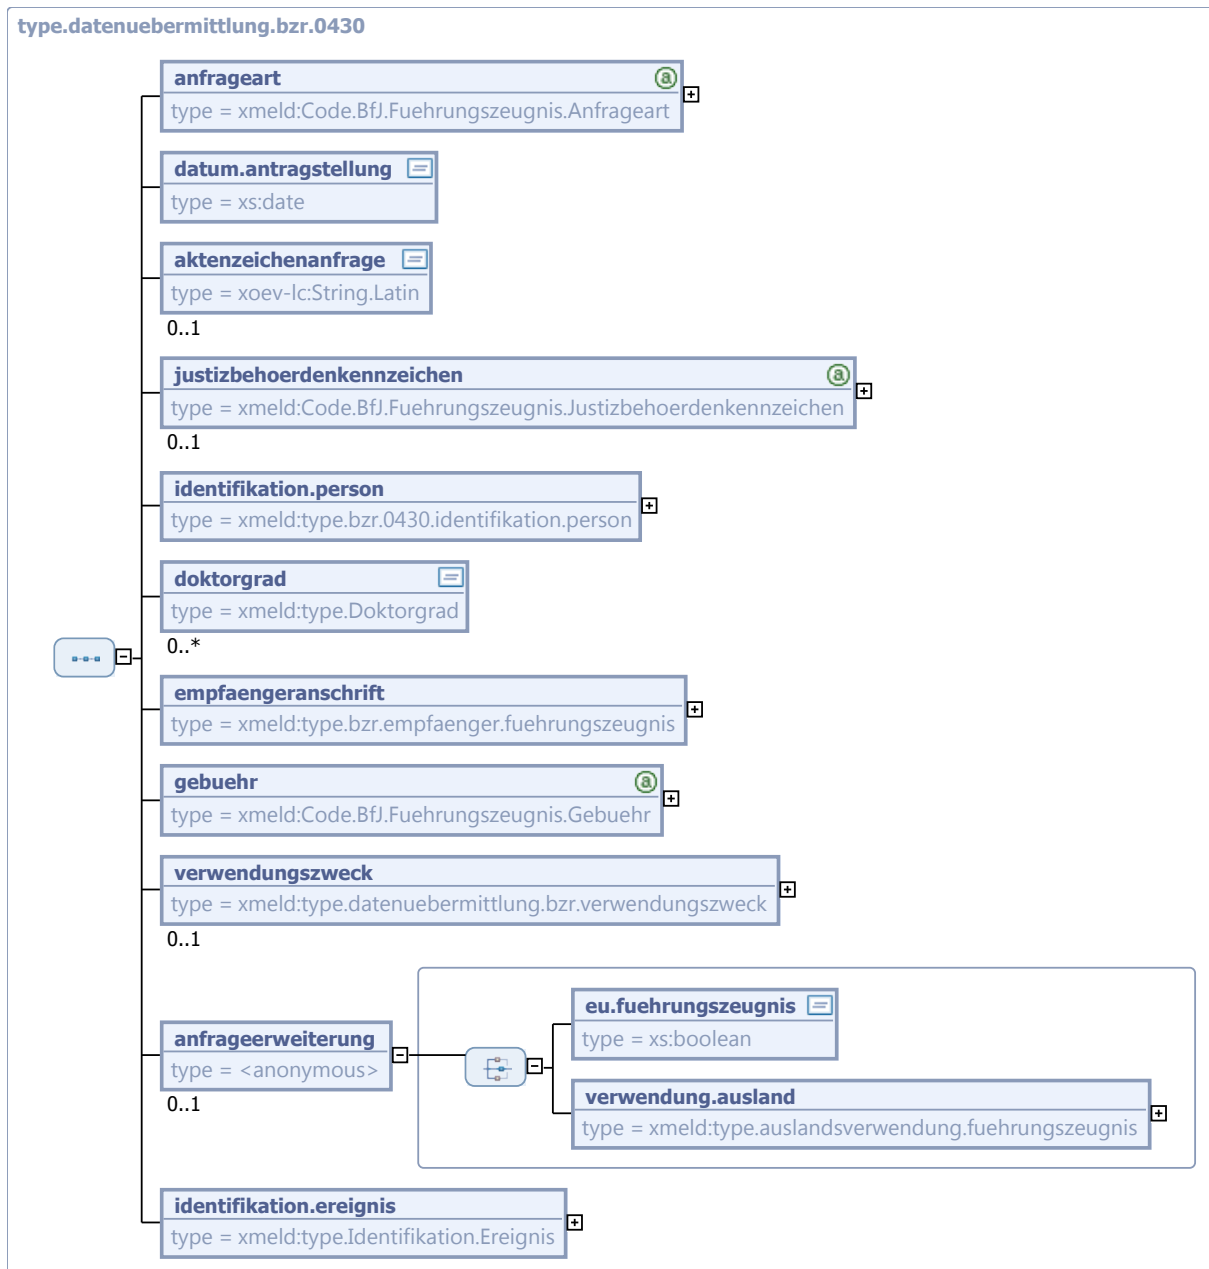 type.datenuebermittlung.bzr.0430
anfrageart
type = xmeld:Code.BfJ.Fuehrungszeugnis.Anfrageart
datum.antragstellung
type = xs:date
aktenzeichenanfrage
type = xoev-lc:String.Latin
0..1
justizbehoerdenkennzeichen
type = xmeld:Code.BfJ.Fuehrungszeugnis.Justizbehoerdenkennzeichen
0..1
identifikation.person
type = xmeld:type.bzr.0430.identifikation.person
doktorgrad
type = xmeld:type.Doktorgrad
0..*
empfaengeranschrift
type = xmeld:type.bzr.empfaenger.fuehrungszeugnis
gebuehr
type = xmeld:Code.BfJ.Fuehrungszeugnis.Gebuehr
verwendungszweck
type = xmeld:type.datenuebermittlung.bzr.verwendungszweck
0..1
anfrageerweiterung
type = <anonymous>
0..1
eu.fuehrungszeugnis
type = xs:boolean
verwendung.ausland
type = xmeld:type.auslandsverwendung.fuehrungszeugnis
identifikation.ereignis
type = xmeld:type.Identifikation.Ereignis